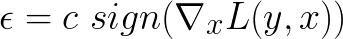 ϵ = c sign(∇ₓL(y, x))